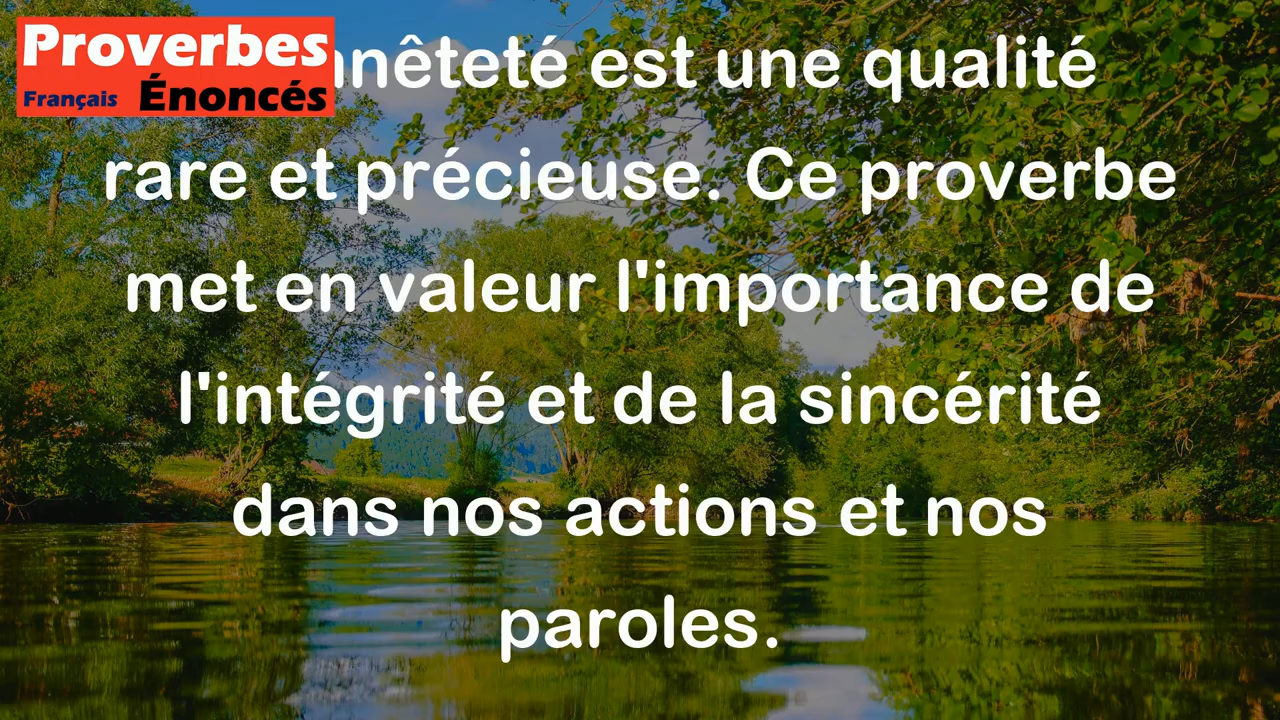 Proverbes
Français Énoncés
est une qualité
rare et précieuse. Ce proverbe
met en valeur l'importance de
l'intégrité et de la sincérité
dans nos actions et nos
paroles.